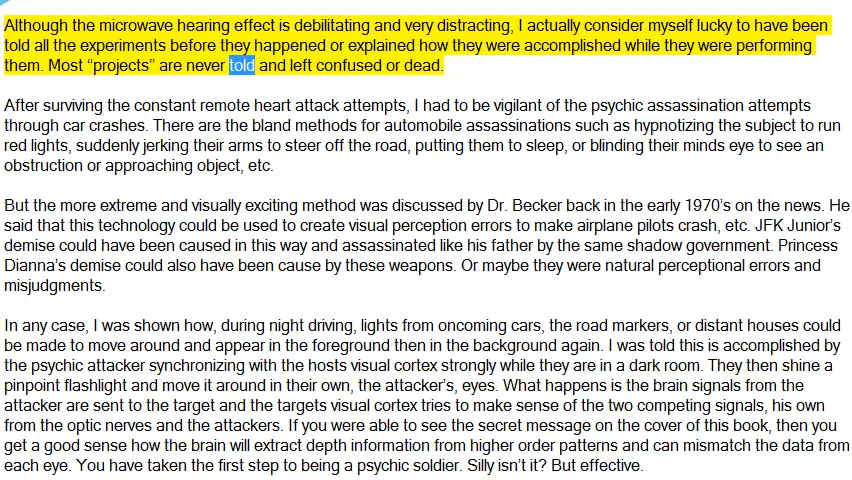 Although the microwave hearing effect is debilitating and very distracting, I actually consider myself lucky to have been
told all the experiments before they happened or explained how they were accomplished while they were performing
them. Most “projects” are never told and left confused or dead.
After surviving the constant remote heart attack attempts, I had to be vigilant of the psychic assassination attempts
through car crashes. There are the bland methods for automobile assassinations such as hypnotizing the subject to run
red lights, suddenly jerking their arms to steer off the road, putting them to sleep, or blinding their minds eye to see an
obstruction or approaching object, etc.
But the more extreme and visually exciting method was discussed by Dr. Becker back in the early 1970’s on the news. He
said that this technology could be used to create visual perception errors to make airplane pilots crash, etc. JFK Junior’s
demise could have been caused in this way and assassinated like his father by the same shadow government. Princess
Dianna’s demise could also have been cause by these weapons. Or maybe they were natural perceptional errors and
misjudgments.
In any case, I was shown how, during night driving, lights from oncoming cars, the road markers, or distant houses could
be made to move around and appear in the foreground then in the background again. I was told this is accomplished by
the psychic attacker synchronizing with the hosts visual cortex strongly while they are in a dark room. They then shine a
pinpoint flashlight and move it around in their own, the attacker’s, eyes. What happens is the brain signals from the
attacker are sent to the target and the targets visual cortex tries to make sense of the two competing signals, his own
from the optic nerves and the attackers. If you were able to see the secret message on the cover of this book, then you
get a good sense how the brain will extract depth information from higher order patterns and can mismatch the data from
each eye. You have taken the first step to being a psychic soldier. Silly isn’t it? But effective.